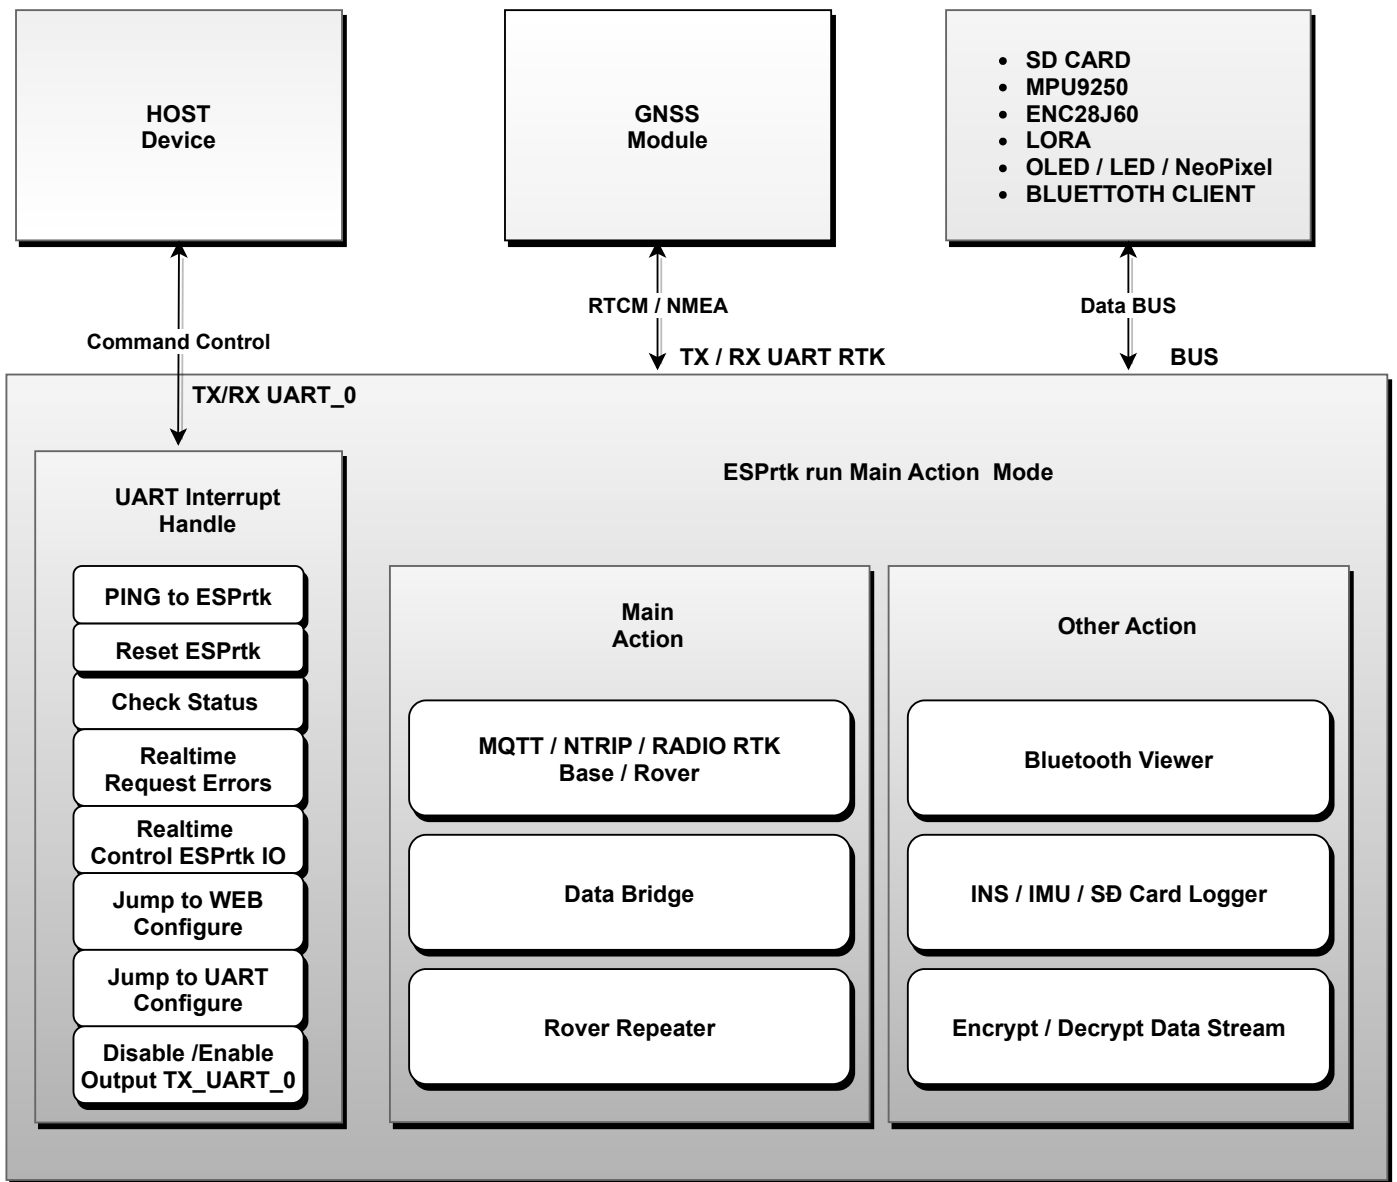 HOST
Device
GNSS
Module
• SD CARD
• MPU9250
• ENC28J60
• LORA
• OLED / LED / NeoPixel
• BLUETTOTH CLIENT
Command Control
RTCM / NMEA
Data BUS
TX/RX UART_0
TX / RX UART RTK
BUS
ESPrtk run Main Action  Mode
UART Interrupt
Handle
PING to ESPrtk
Reset ESPrtk
Check Status
Realtime
Request Errors
Realtime
Control ESPrtk IO
Jump to WEB
Configure
Jump to UART
Configure
Disable /Enable
Output TX_UART_0
Main
Action
MQTT / NTRIP / RADIO RTK
Base / Rover
Data Bridge
Rover Repeater
Other Action
Bluetooth Viewer
INS / IMU / SĐ Card Logger
Encrypt / Decrypt Data Stream